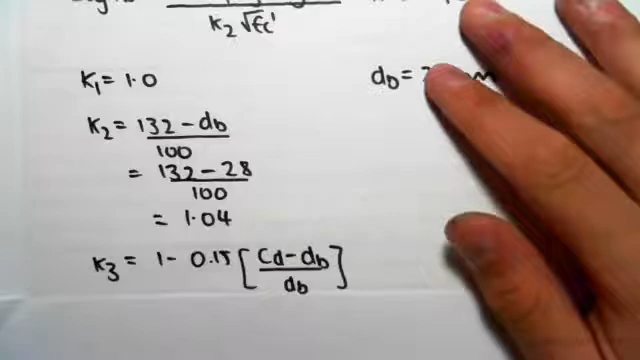 K₂ √fc'
K₁ = 1.0
db =
K₂ = 132 - db
100
= 132 - 28
100
= 1.04
K₃ = 1 - 0.15 [ Cd - db
db ]